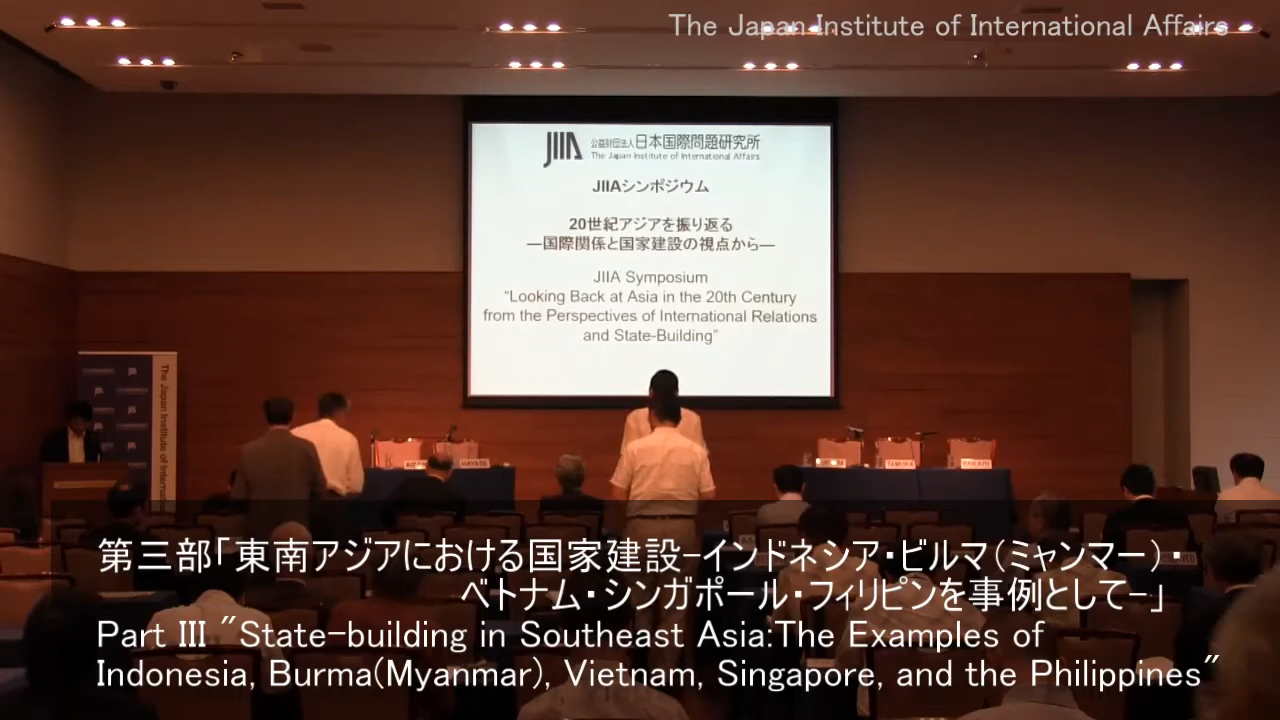 The Japan Institute of International Affairs
JIIA 公益財団法人日本国際問題研究所
The Japan Institute of International Affairs
JIIAシンポジウム
20世紀アジアを振り返る
―国際関係と国家建設の視点から―
JIIA Symposium
“Looking Back at Asia in the 20th Century
from the Perspectives of International Relations
and State-Building”
The Japan Institute of Internat
第三部「東南アジアにおける国家建設-インドネシア・ビルマ(ミャンマー)・
ベトナム・シンガポール・フィリピンを事例として-」
Part III "State-building in Southeast Asia:The Examples of
Indonesia, Burma(Myanmar), Vietnam, Singapore, and the Philippines"